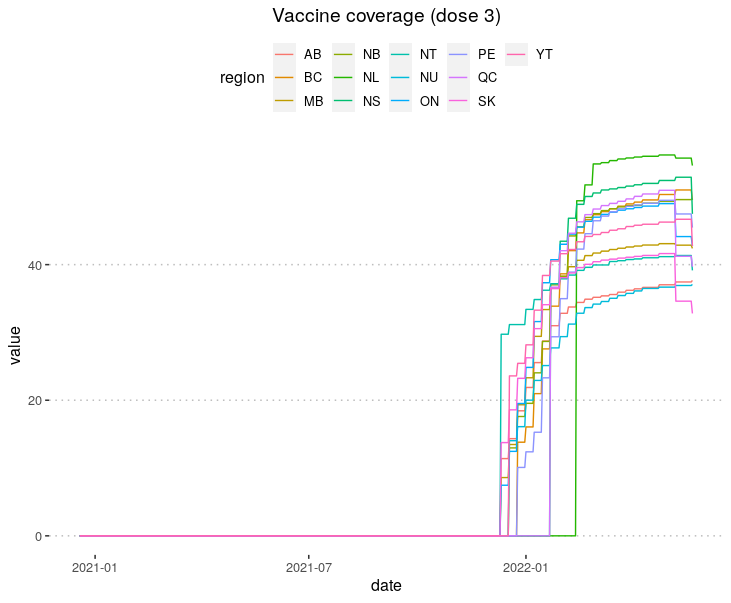 Vaccine coverage (dose 3)
region
AB NB NT PE YT
BC NL NU QC
MB NS ON SK
value
40
20
0
2021-01 2021-07 2022-01
date